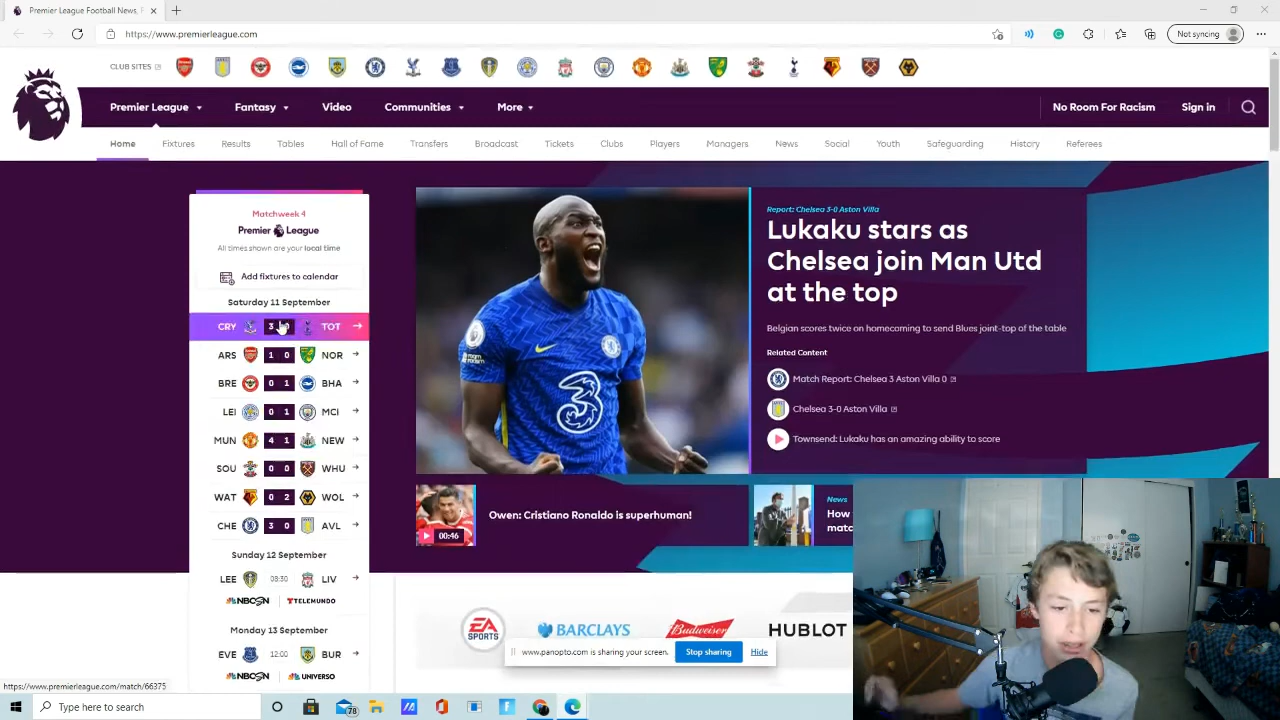 Premier League Football News, F
https://www.premierleague.com
Not syncing
CLUB SITES
Premier League
Fantasy
Video
Communities
More
No Room For Racism
Sign in
Home
Fixtures
Results
Tables
Hall of Fame
Transfers
Broadcast
Tickets
Clubs
Players
Managers
News
Social
Youth
Safeguarding
History
Referees
Matchweek 4
Premier League
All times shown are your local time
Add fixtures to calendar
Saturday 11 September
CRY 3 TOT
ARS 1 0 NOR
BRE 0 1 BHA
LEI 0 1 MCI
MUN 4 1 NEW
SOU 0 0 WHU
WAT 0 2 WOL
CHE 3 0 AVL
Sunday 12 September
LEE 08:30 LIV
NBCSN TELEMUNDO
Monday 13 September
EVE 12:00 BUR
NBCSN UNIVERSO
Report: Chelsea 3-0 Aston Villa
Lukaku stars as
Chelsea join Man Utd
at the top
Belgian scores twice on homecoming to send Blues joint-top of the table
Related Content
Match Report: Chelsea 3 Aston Villa 0
Chelsea 3-0 Aston Villa
Townsend: Lukaku has an amazing ability to score
00:46
Owen: Cristiano Ronaldo is superhuman!
News
How
matc
EA
SPORTS
BARCLAYS
Budweiser
HUBLOT
www.panopto.com is sharing your screen.
Stop sharing
Hide
https://www.premierleague.com/match/66375
Type here to search
78